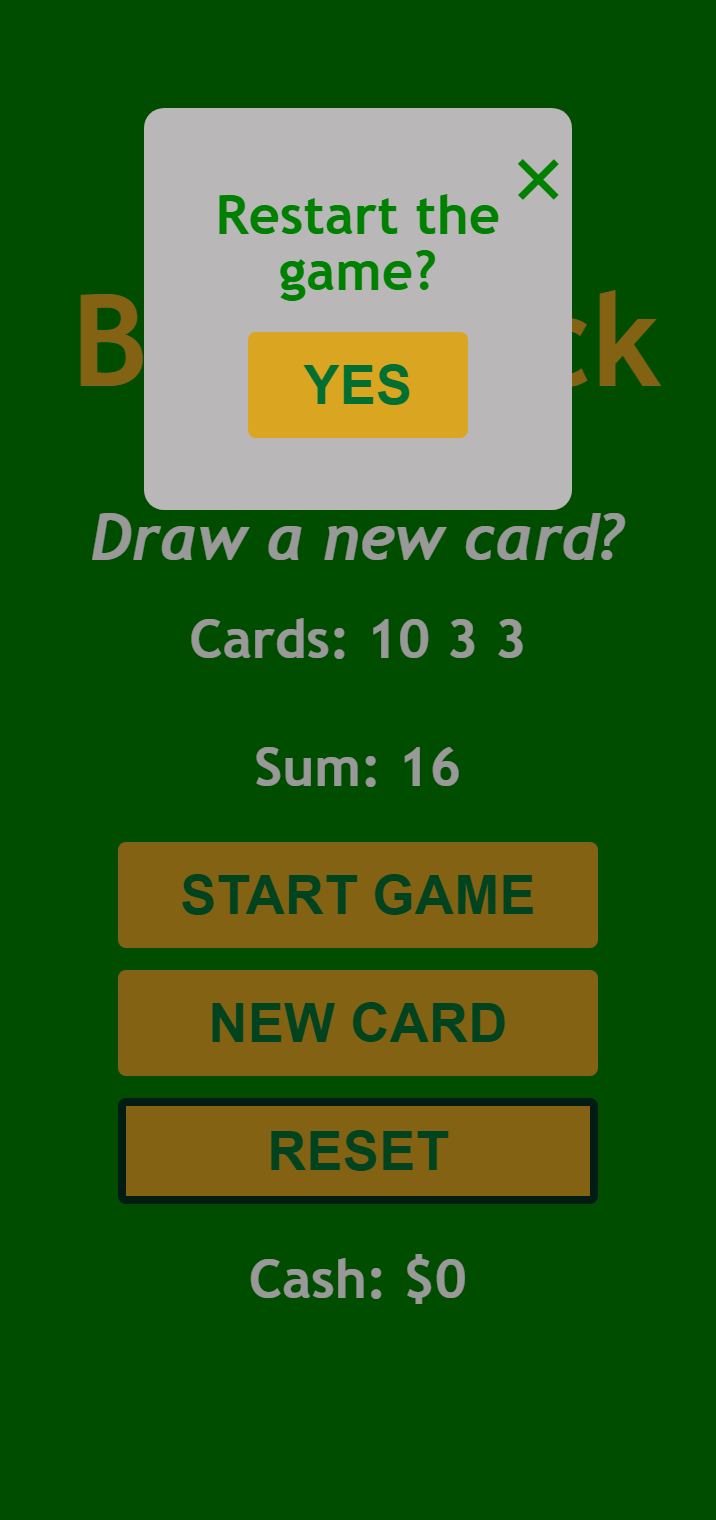 Restart the
game?
YES
B ck
Draw a new card?
Cards: 10 3 3
Sum: 16
START GAME
NEW CARD
RESET
Cash: $0